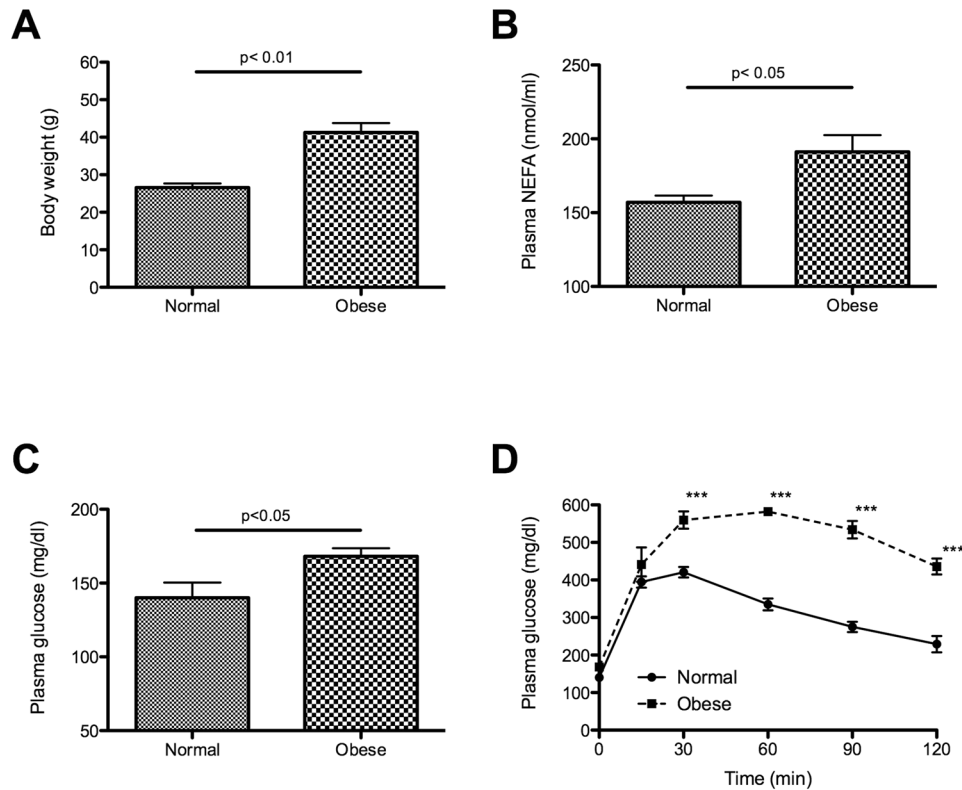 A
p< 0.01
Body weight (g)
60
50
40
30
20
10
0
Normal Obese
B
p< 0.05
Plasma NEFA (nmol/ml)
250
200
150
100
Normal Obese
C
p<0.05
Plasma glucose (mg/dl)
200
150
100
50
Normal Obese
D
*** *** *** ***
Plasma glucose (mg/dl)
600
500
400
300
200
100
0
Normal
Obese
0 30 60 90 120
Time (min)